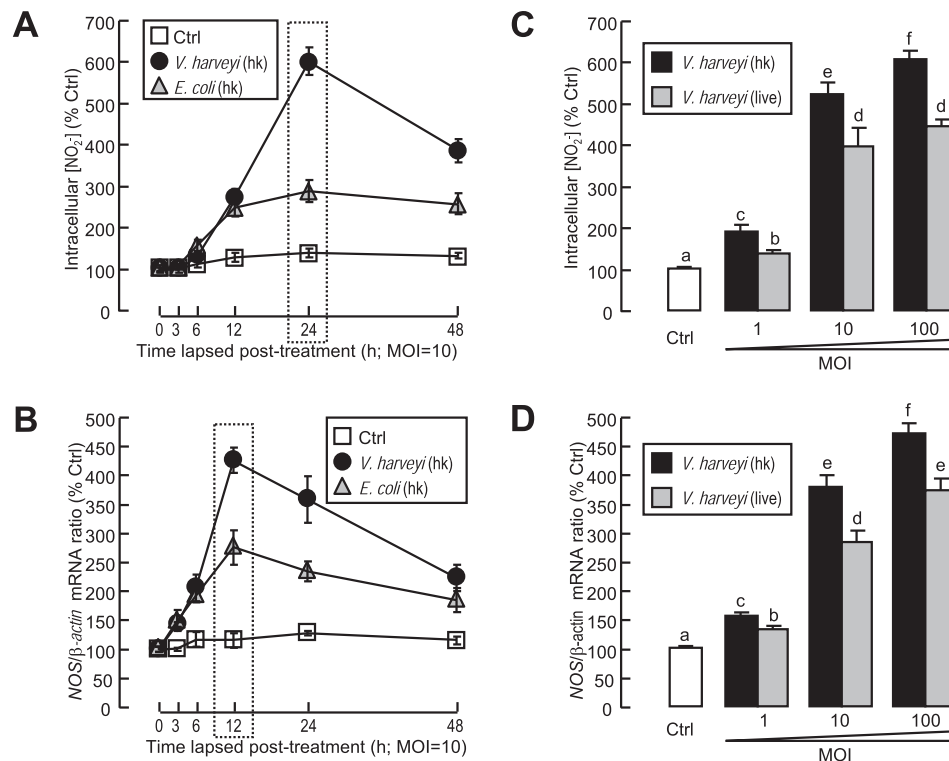 A
Intracellular [NO₂⁻] (% Ctrl)
700
600
500
400
300
200
100
0
Ctrl
V. harveyi (hk)
E. coli (hk)
0 3 6 12 24 48
Time lapsed post-treatment (h; MOI=10)
C
Intracellular [NO₂⁻] (% Ctrl)
700
600
500
400
300
200
100
0
V. harveyi (hk)
V. harveyi (live)
a c b e d f d
Ctrl 1 10 100
MOI
B
NOS/β-actin mRNA ratio (% Ctrl)
500
450
400
350
300
250
200
150
100
50
0
Ctrl
V. harveyi (hk)
E. coli (hk)
0 3 6 12 24 48
Time lapsed post-treatment (h; MOI=10)
D
NOS/β-actin mRNA ratio (% Ctrl)
500
450
400
350
300
250
200
150
100
50
0
V. harveyi (hk)
V. harveyi (live)
a c b e d f e
Ctrl 1 10 100
MOI